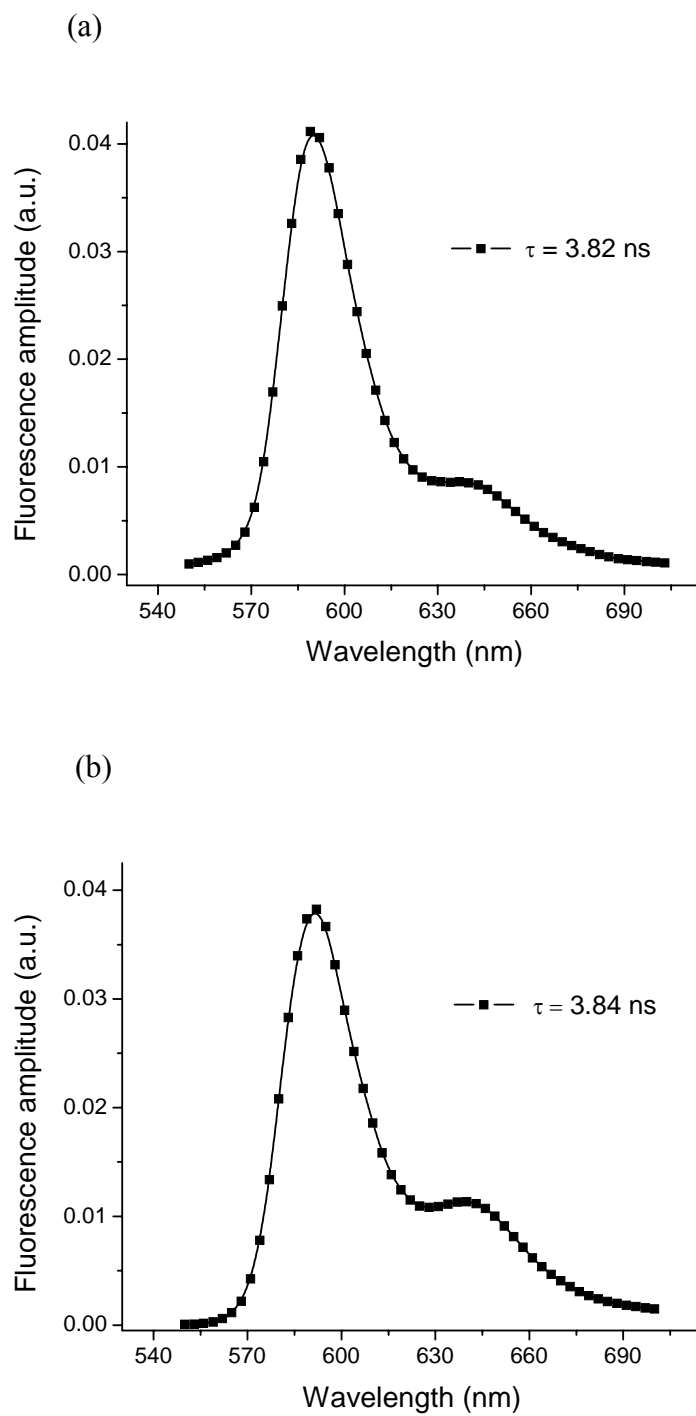 (a)
Fluorescence amplitude (a.u.)
0.04
0.03
0.02
0.01
0.00
τ = 3.82 ns
540 570 600 630 660 690
Wavelength (nm)
(b)
Fluorescence amplitude (a.u.)
0.04
0.03
0.02
0.01
0.00
τ = 3.84 ns
540 570 600 630 660 690
Wavelength (nm)